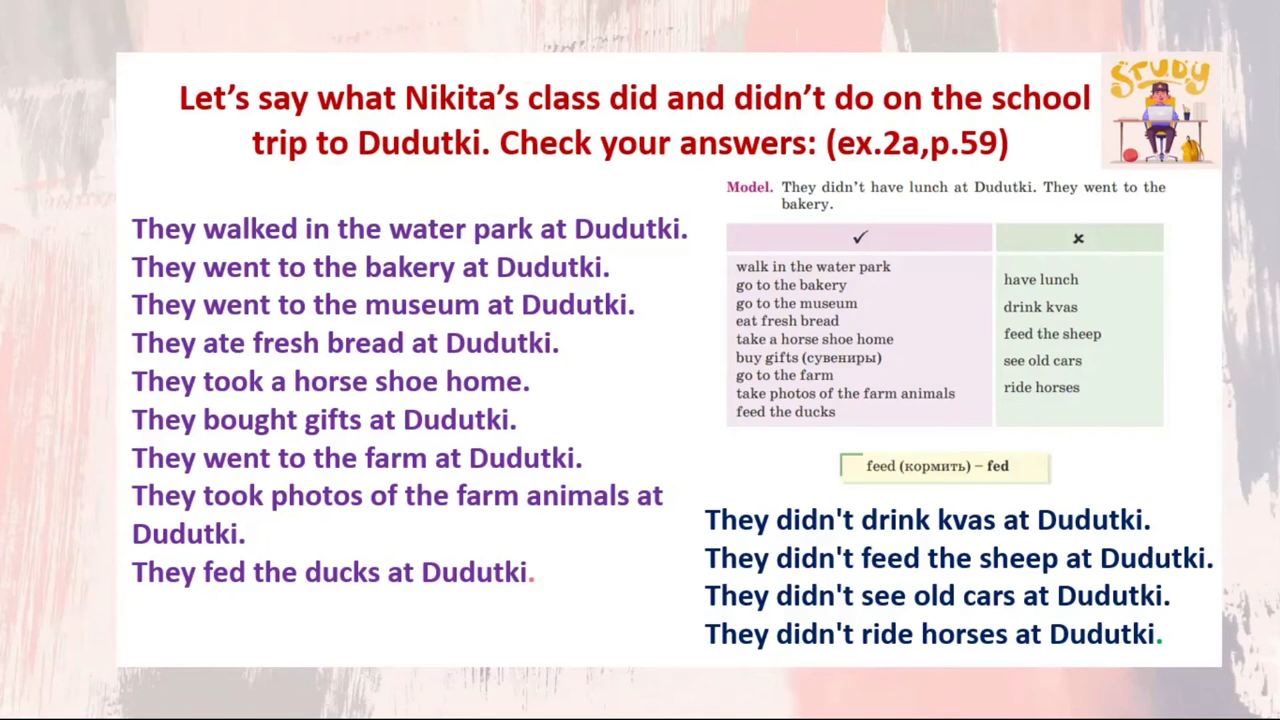 Let's say what Nikita's class did and didn't do on the school
trip to Dudutki. Check your answers: (ex.2a,p.59)
STUDY
They walked in the water park at Dudutki.
They went to the bakery at Dudutki.
They went to the museum at Dudutki.
They ate fresh bread at Dudutki.
They took a horse shoe home.
They bought gifts at Dudutki.
They went to the farm at Dudutki.
They took photos of the farm animals at
Dudutki.
They fed the ducks at Dudutki.
Model. They didn't have lunch at Dudutki. They went to the
bakery.
✓
✗
walk in the water park
go to the bakery
go to the museum
eat fresh bread
take a horse shoe home
buy gifts (сувениры)
go to the farm
take photos of the farm animals
feed the ducks
have lunch
drink kvas
feed the sheep
see old cars
ride horses
feed (кормить) – fed
They didn't drink kvas at Dudutki.
They didn't feed the sheep at Dudutki.
They didn't see old cars at Dudutki.
They didn't ride horses at Dudutki.